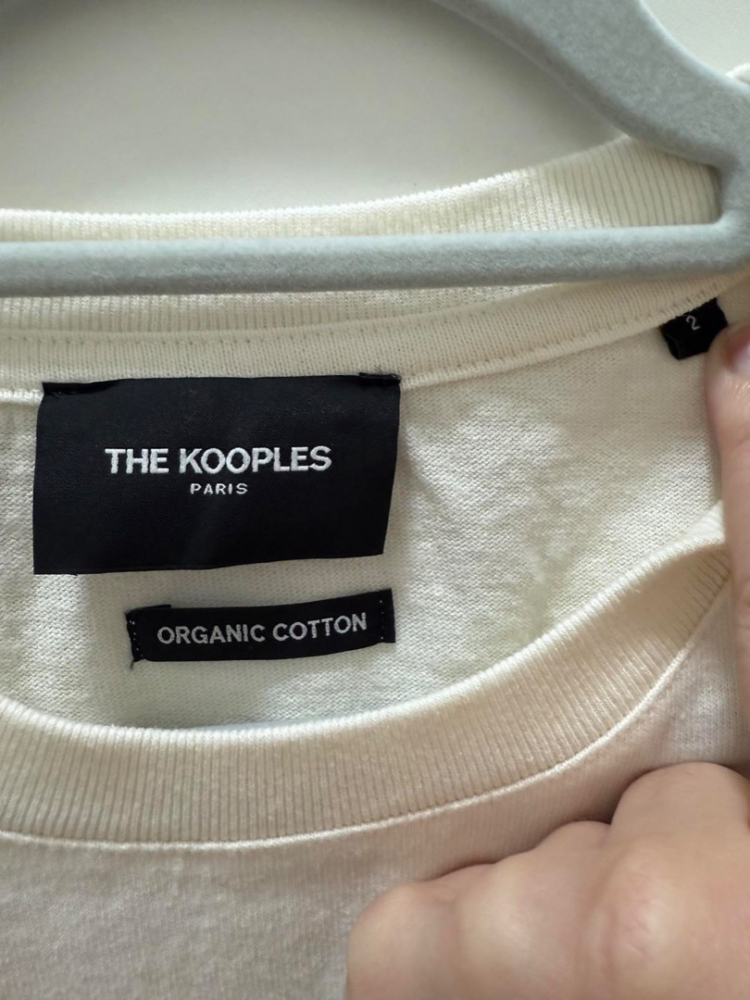 2
THE KOOPLES
PARIS
ORGANIC COTTON